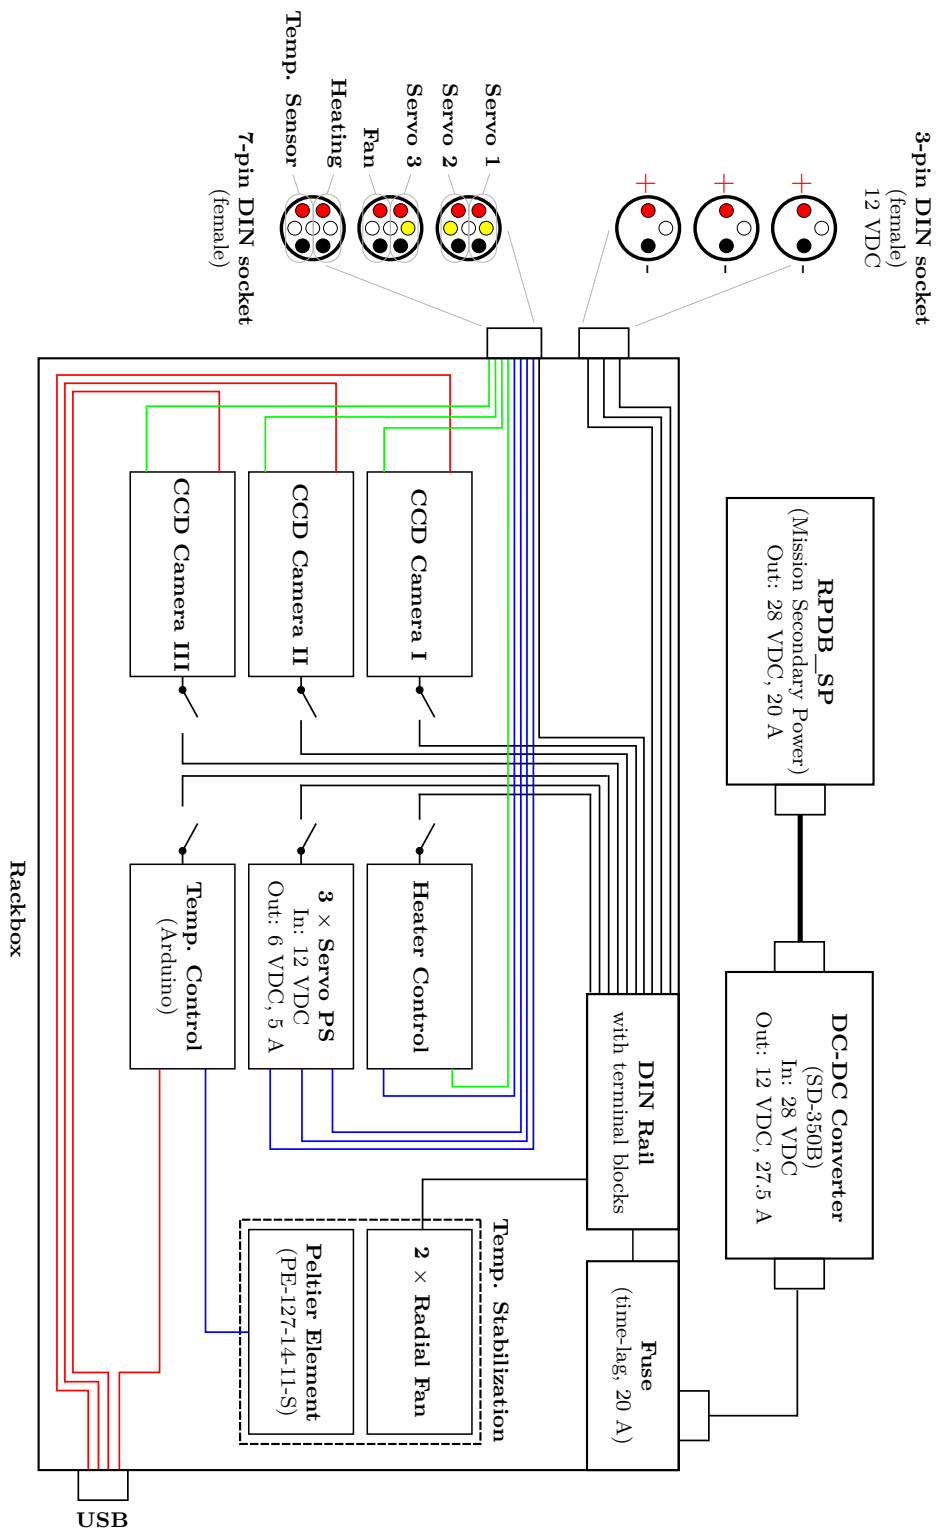 3-pin DIN socket
(female)
12 VDC
+
-
+
-
+
-
Servo 1
Servo 2
Servo 3
Fan
Heating
Temp. Sensor
7-pin DIN socket
(female)
RPDB_SP
(Mission Secondary Power)
Out: 28 VDC, 20 A
DC-DC Converter
(SD-350B)
In: 28 VDC
Out: 12 VDC, 27.5 A
CCD Camera I
CCD Camera II
CCD Camera III
Heater Control
3 × Servo PS
In: 12 VDC
Out: 6 VDC, 5 A
Temp. Control
(Arduino)
DIN Rail
with terminal blocks
Fuse
(time-lag, 20 A)
Temp. Stabilization
2 × Radial Fan
Peltier Element
(PE-127-14-11-S)
Rackbox
USB